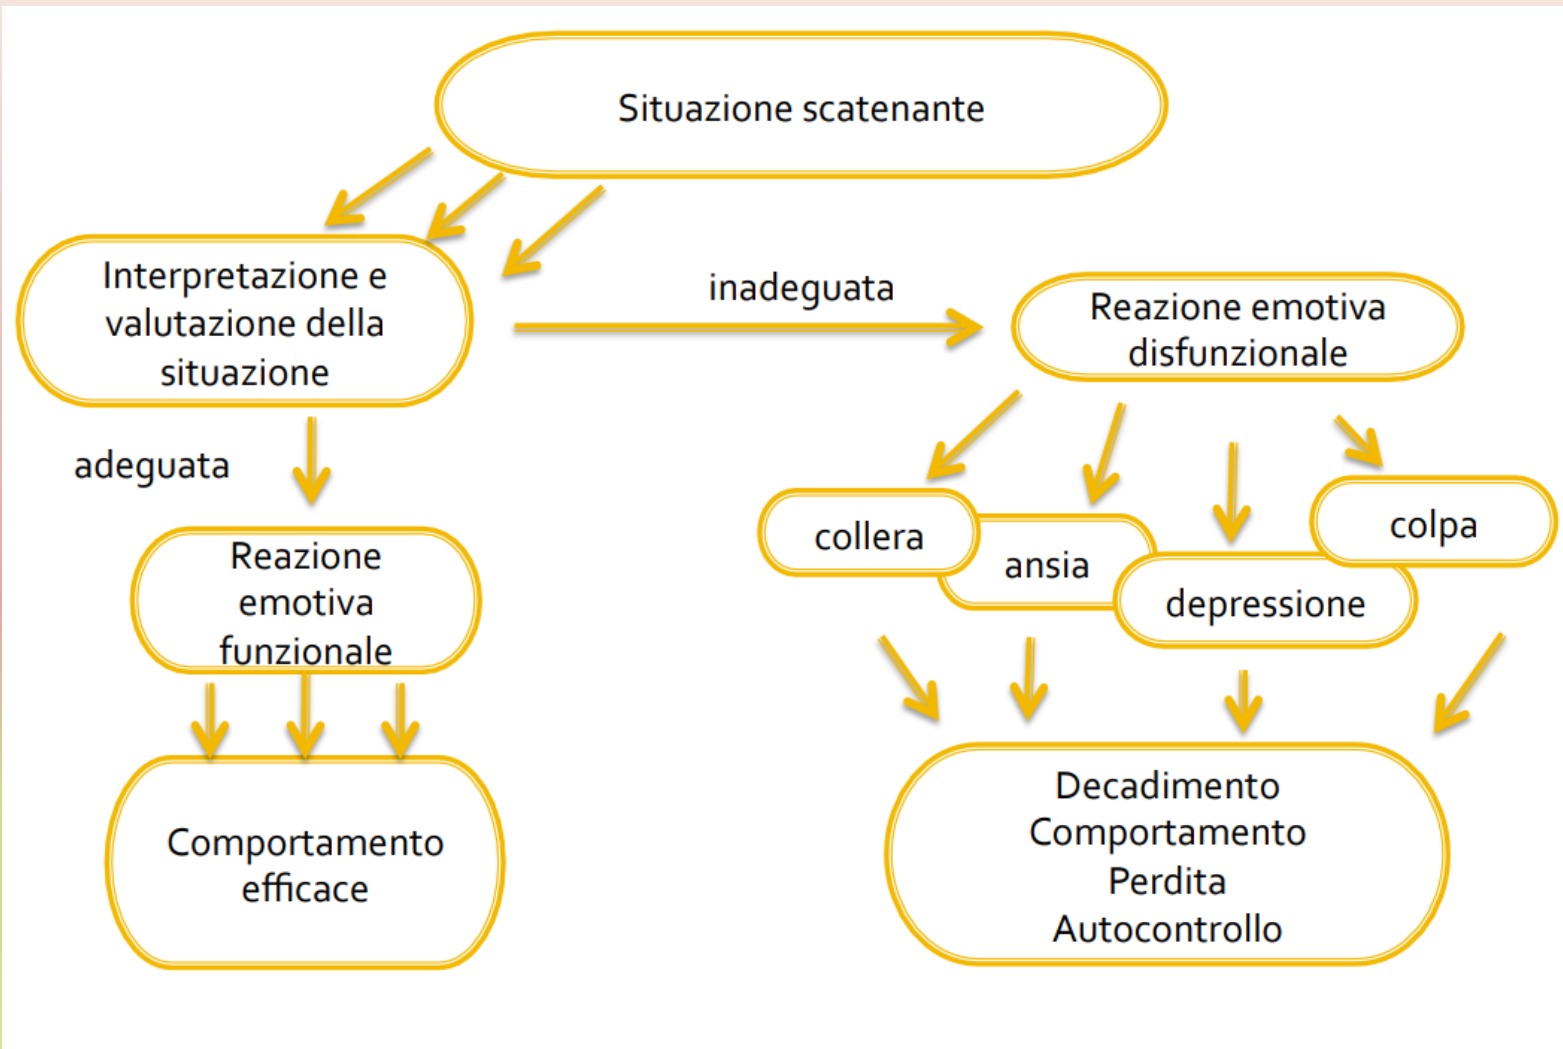 Situazione scatenante
Interpretazione e
valutazione della
situazione
inadeguata
Reazione emotiva
disfunzionale
adeguata
Reazione
emotiva
funzionale
collera
ansia
depressione
colpa
Comportamento
efficace
Decadimento
Comportamento
Perdita
Autocontrollo